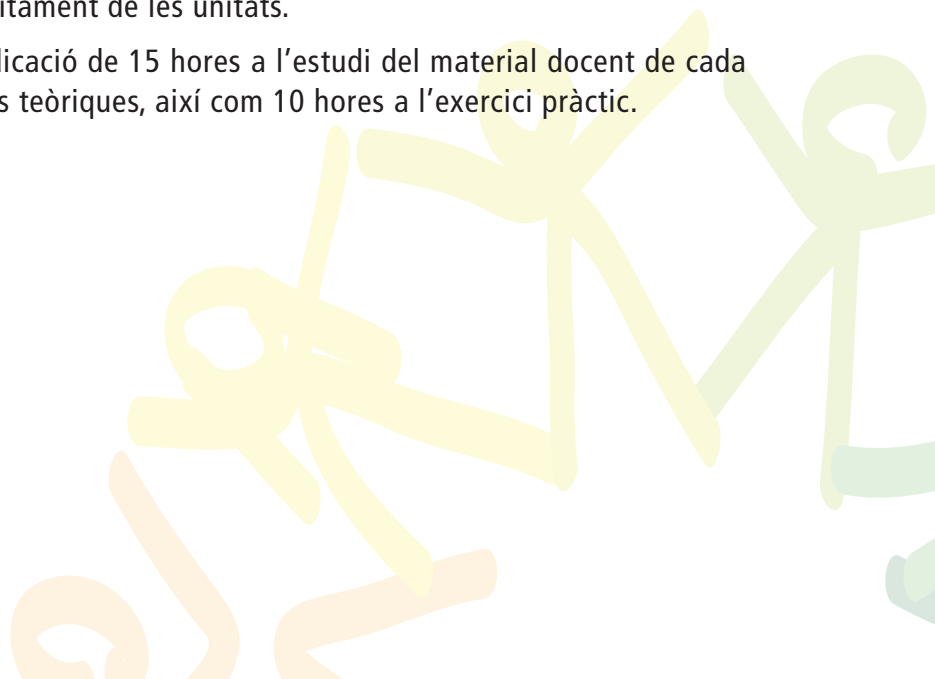 itament de les unitats.
licació de 15 hores a l’estudi del material docent de cada
s teòriques, així com 10 hores a l’exercici pràctic.